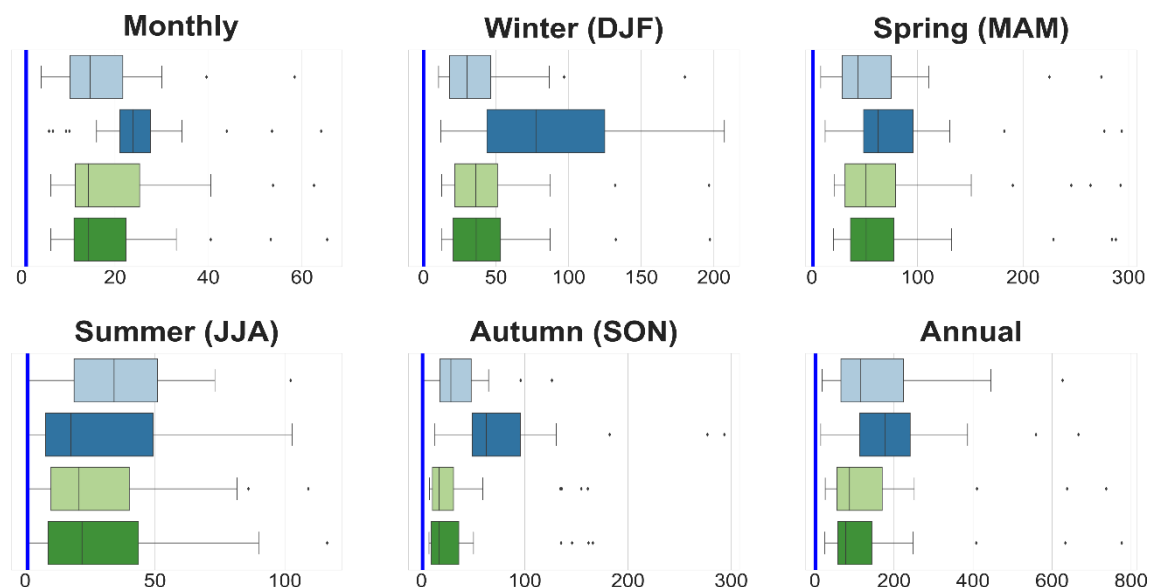 Monthly Winter (DJF) Spring (MAM)
0 20 40 60 0 50 100 150 200 0 100 200 300
Summer (JJA) Autumn (SON) Annual
0 50 100 0 100 200 300 0 200 400 600 800